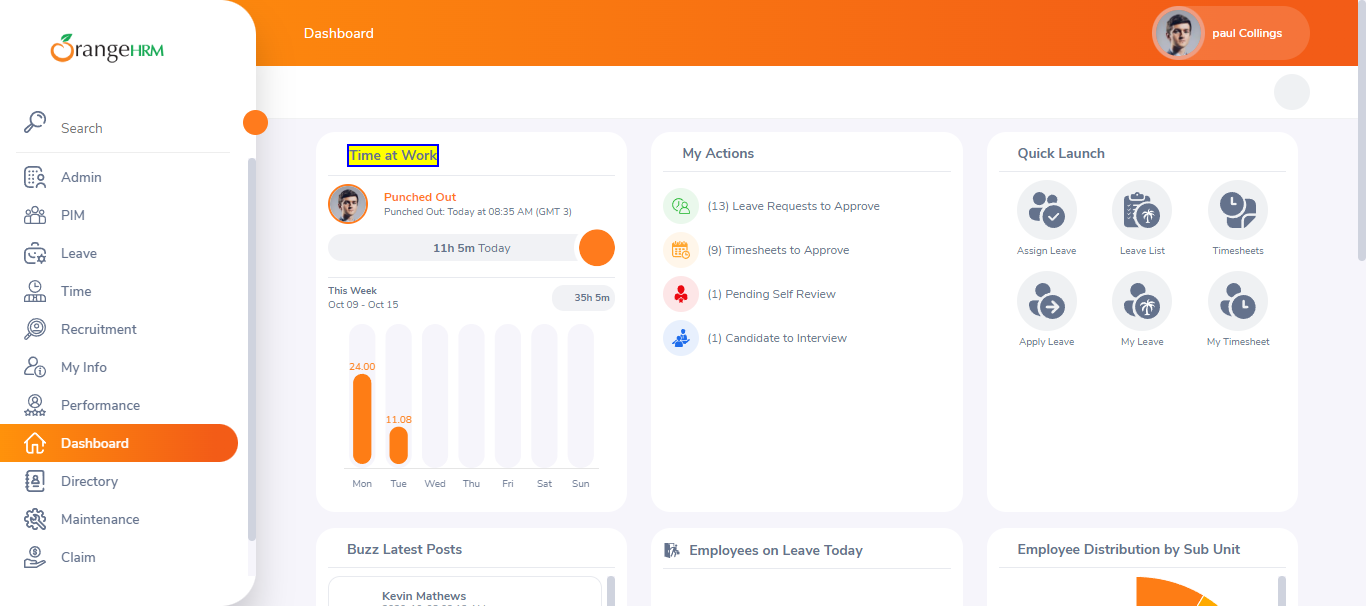 OrangeHRM
Dashboard
paul Collings
Search
Admin
PIM
Leave
Time
Recruitment
My Info
Performance
Dashboard
Directory
Maintenance
Claim
Time at Work
Punched Out
Punched Out: Today at 08:35 AM (GMT 3)
11h 5m Today
This Week
Oct 09 - Oct 15
35h 5m
24.00
11.08
Mon Tue Wed Thu Fri Sat Sun
My Actions
(13) Leave Requests to Approve
(9) Timesheets to Approve
(1) Pending Self Review
(1) Candidate to Interview
Quick Launch
Assign Leave Leave List Timesheets
Apply Leave My Leave My Timesheet
Buzz Latest Posts
Kevin Mathews
Employees on Leave Today
Employee Distribution by Sub Unit